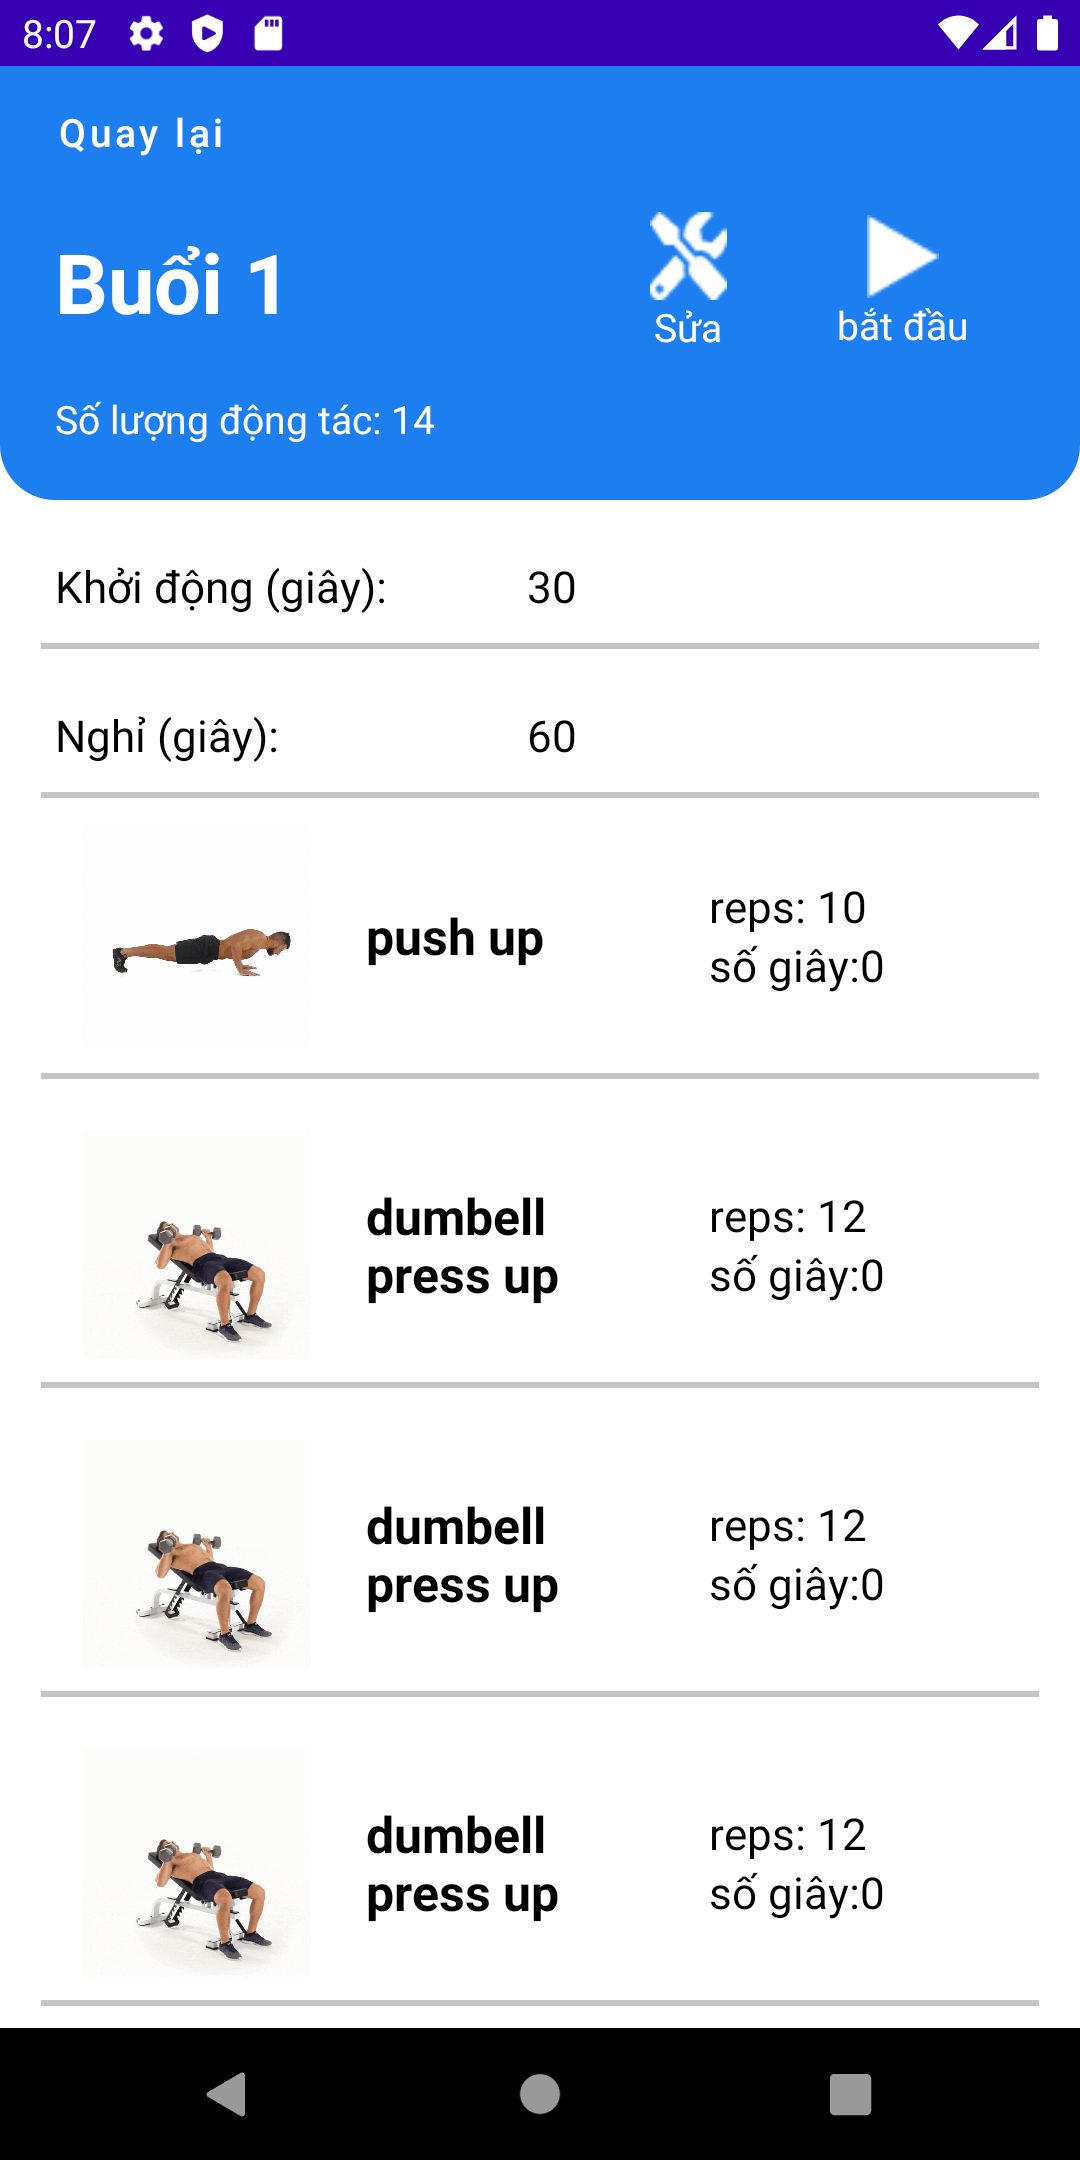 8:07
Quay lại
Buổi 1
Sửa
bắt đầu
Số lượng động tác: 14
Khởi động (giây): 30
Nghỉ (giây): 60
push up
reps: 10
số giây:0
dumbell
press up
reps: 12
số giây:0
dumbell
press up
reps: 12
số giây:0
dumbell
press up
reps: 12
số giây:0